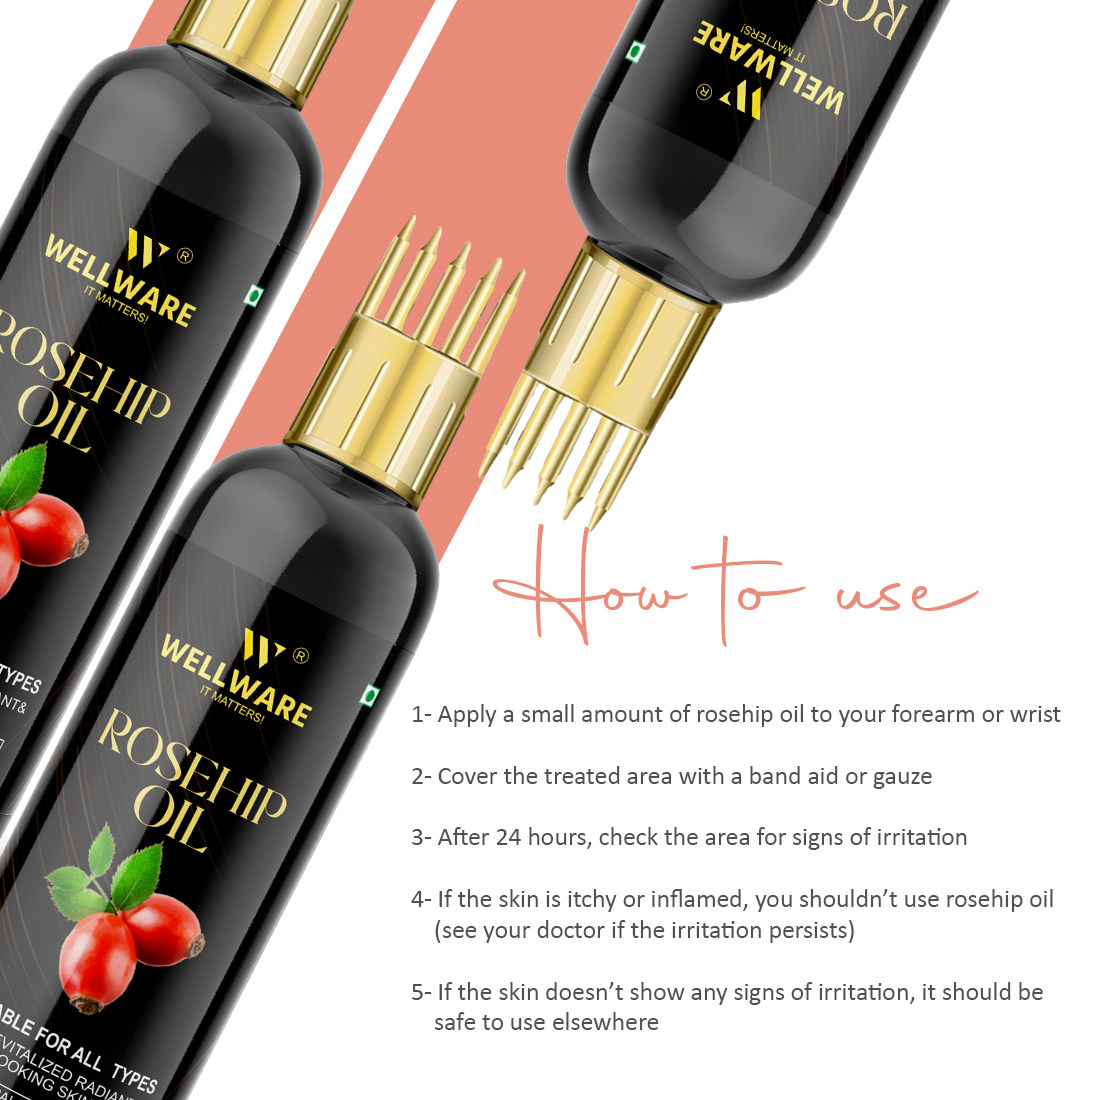 WELLWARE
IT MATTERS!
W ®
W ®
WELLWARE
IT MATTERS!
ROSEHIP
OIL
TYPES
How to use
W ®
WELLWARE
IT MATTERS!
ROSEHIP
OIL
FOR ALL TYPES
1- Apply a small amount of rosehip oil to your forearm or wrist
2- Cover the treated area with a band aid or gauze
3- After 24 hours, check the area for signs of irritation
4- If the skin is itchy or inflamed, you shouldn’t use rosehip oil
(see your doctor if the irritation persists)
5- If the skin doesn’t show any signs of irritation, it should be
safe to use elsewhere